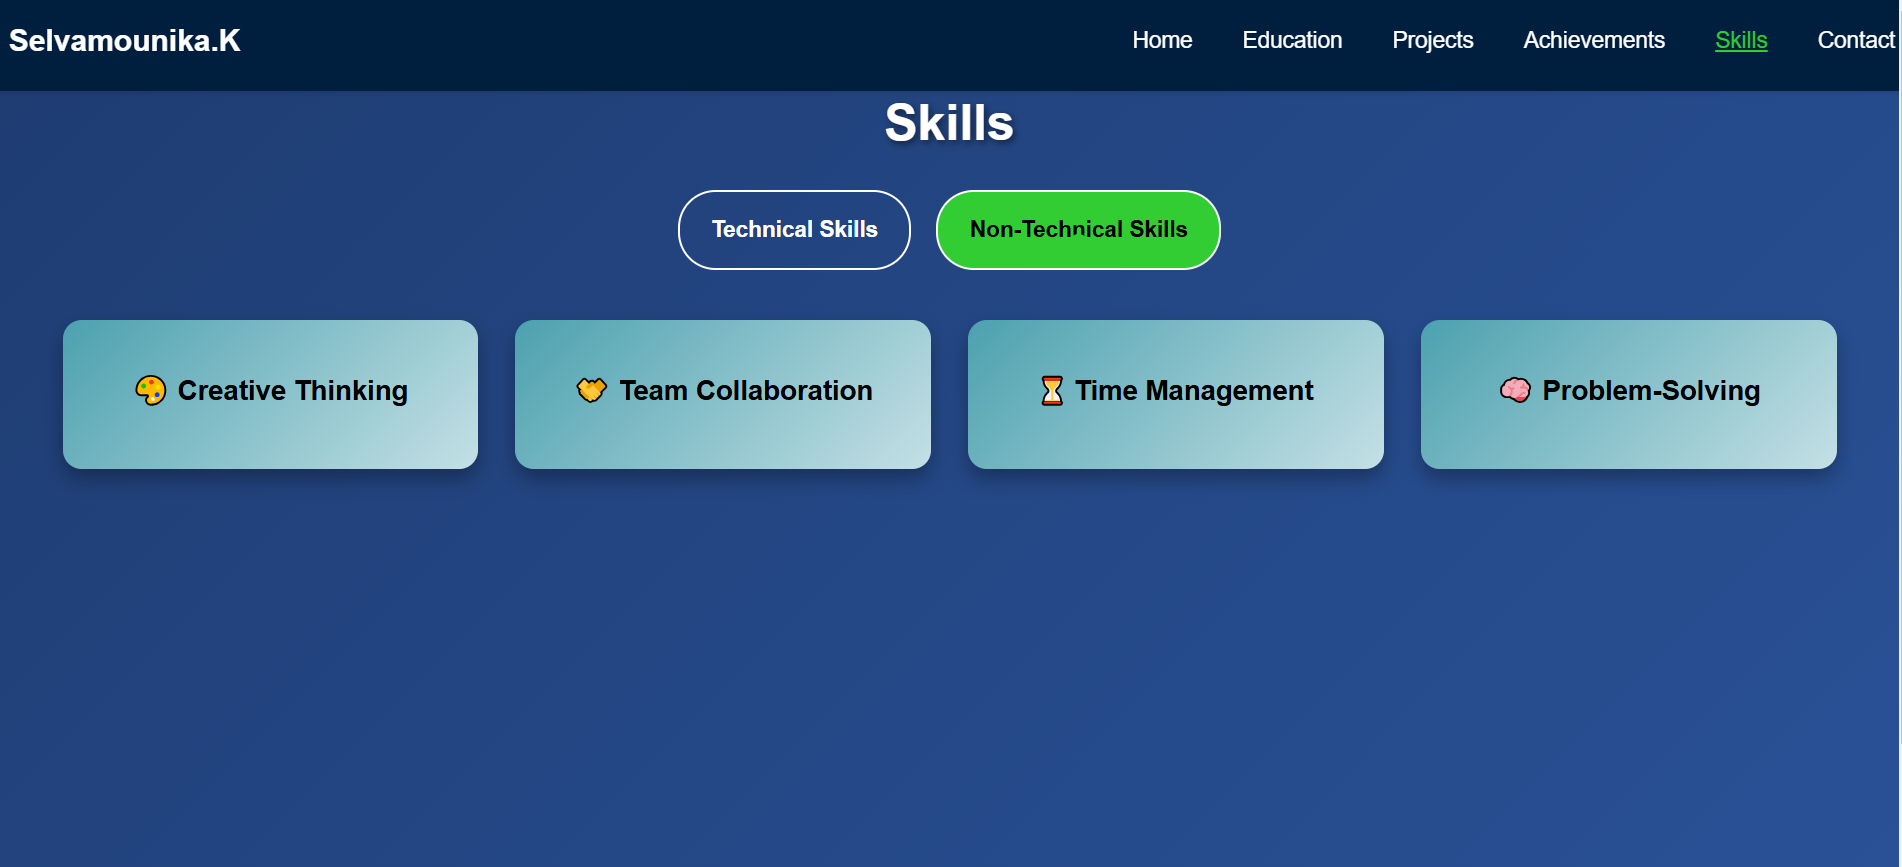 Selvamounika.K
Home Education Projects Achievements Skills Contact
Skills
Technical Skills Non-Technical Skills
🎨 Creative Thinking 🤝 Team Collaboration ⏳ Time Management 🧠 Problem-Solving